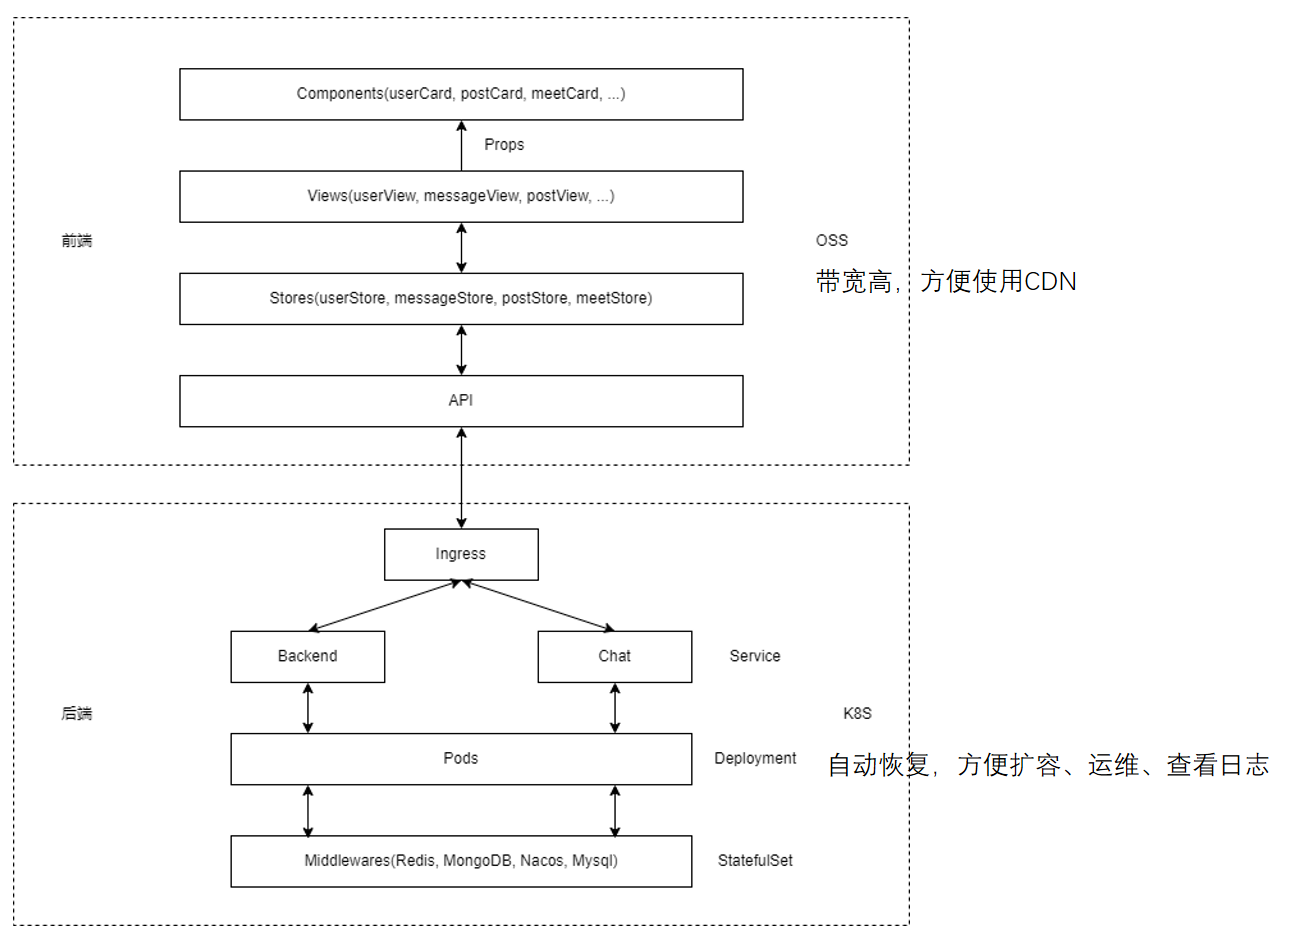 Components(userCard, postCard, meetCard, ...)
Props
Views(userView, messageView, postView, ...)
前端
OSS
带宽高，方便使用CDN
Stores(userStore, messageStore, postStore, meetStore)
API
Ingress
Backend
Chat
Service
后端
K8S
Pods
Deployment
自动恢复，方便扩容、运维、查看日志
Middlewares(Redis, MongoDB, Nacos, Mysql)
StatefulSet